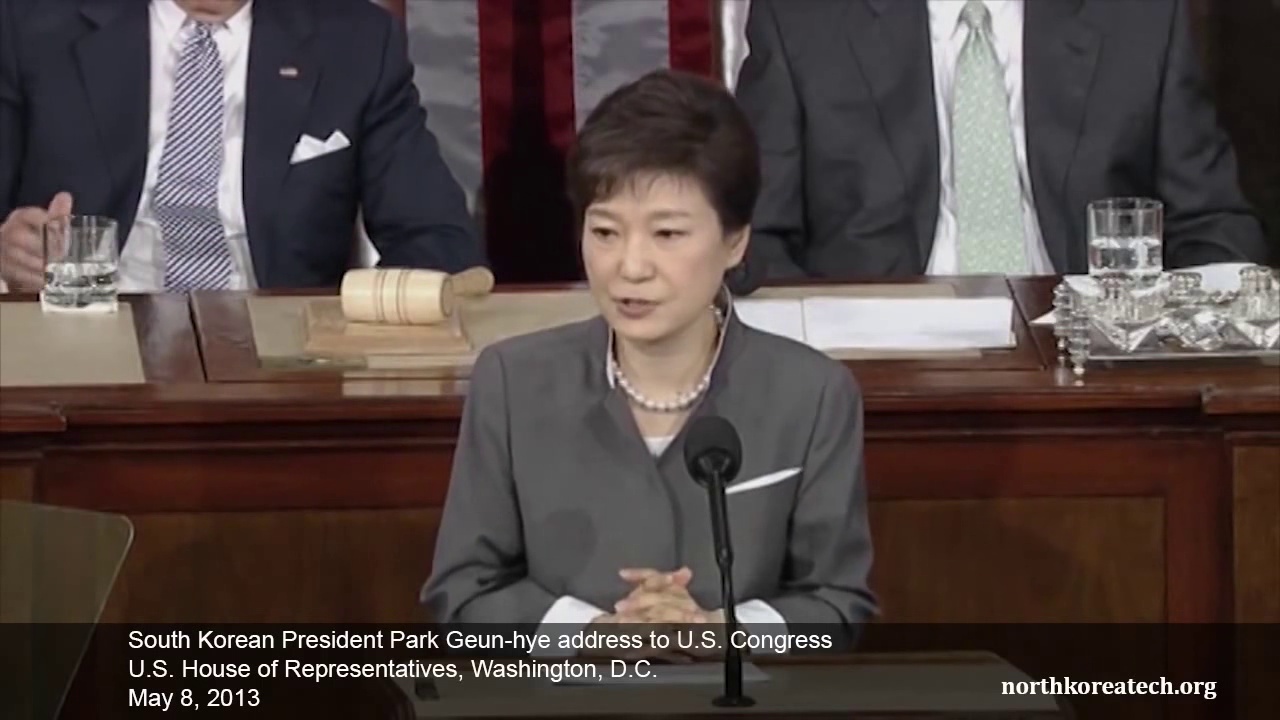 South Korean President Park Geun-hye address to U.S. Congress
U.S. House of Representatives, Washington, D.C.
May 8, 2013
northkoreatech.org